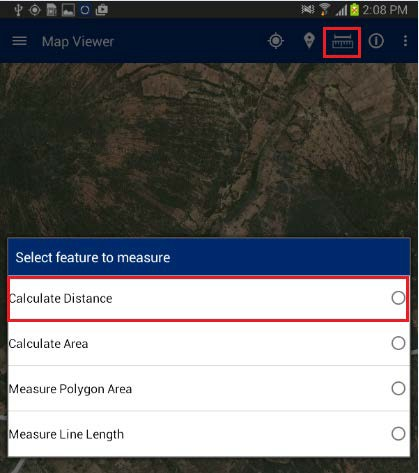 2:08 PM
Map Viewer
Select feature to measure
Calculate Distance
Calculate Area
Measure Polygon Area
Measure Line Length